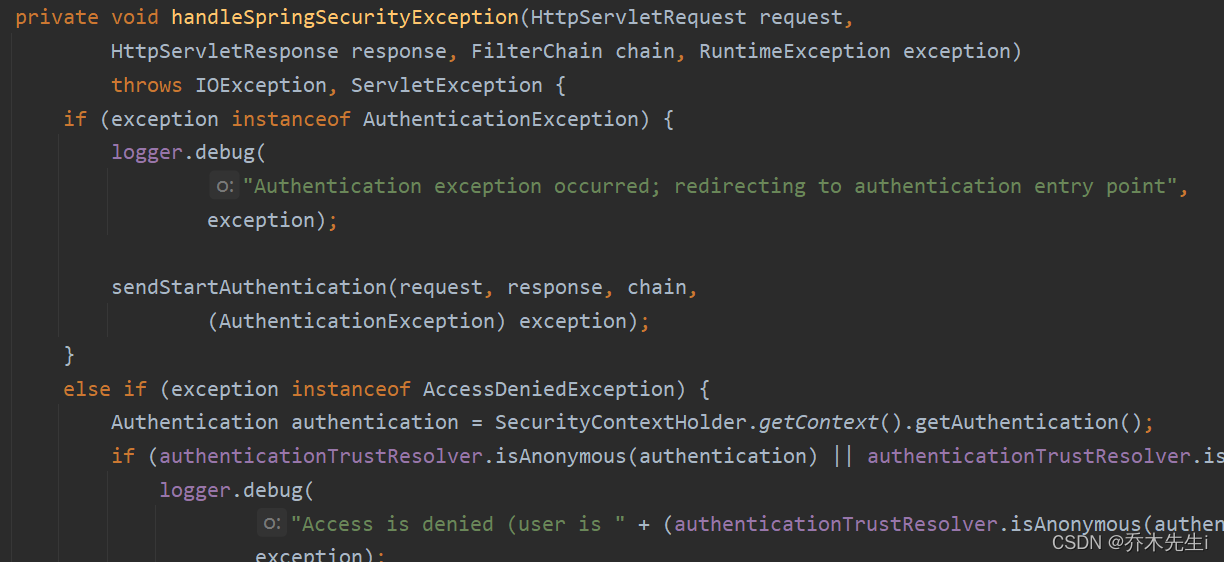 private void handleSpringSecurityException(HttpServletRequest request,
HttpServletResponse response, FilterChain chain, RuntimeException exception)
throws IOException, ServletException {
if (exception instanceof AuthenticationException) {
logger.debug(
o: "Authentication exception occurred; redirecting to authentication entry point",
exception);
sendStartAuthentication(request, response, chain,
(AuthenticationException) exception);
}
else if (exception instanceof AccessDeniedException) {
Authentication authentication = SecurityContextHolder.getContext().getAuthentication();
if (authenticationTrustResolver.isAnonymous(authentication) || authenticationTrustResolver.is
logger.debug(
o: "Access is denied (user is " + (authenticationTrustResolver.isAnonymous(authen
exception);
CSDN @乔木先生i